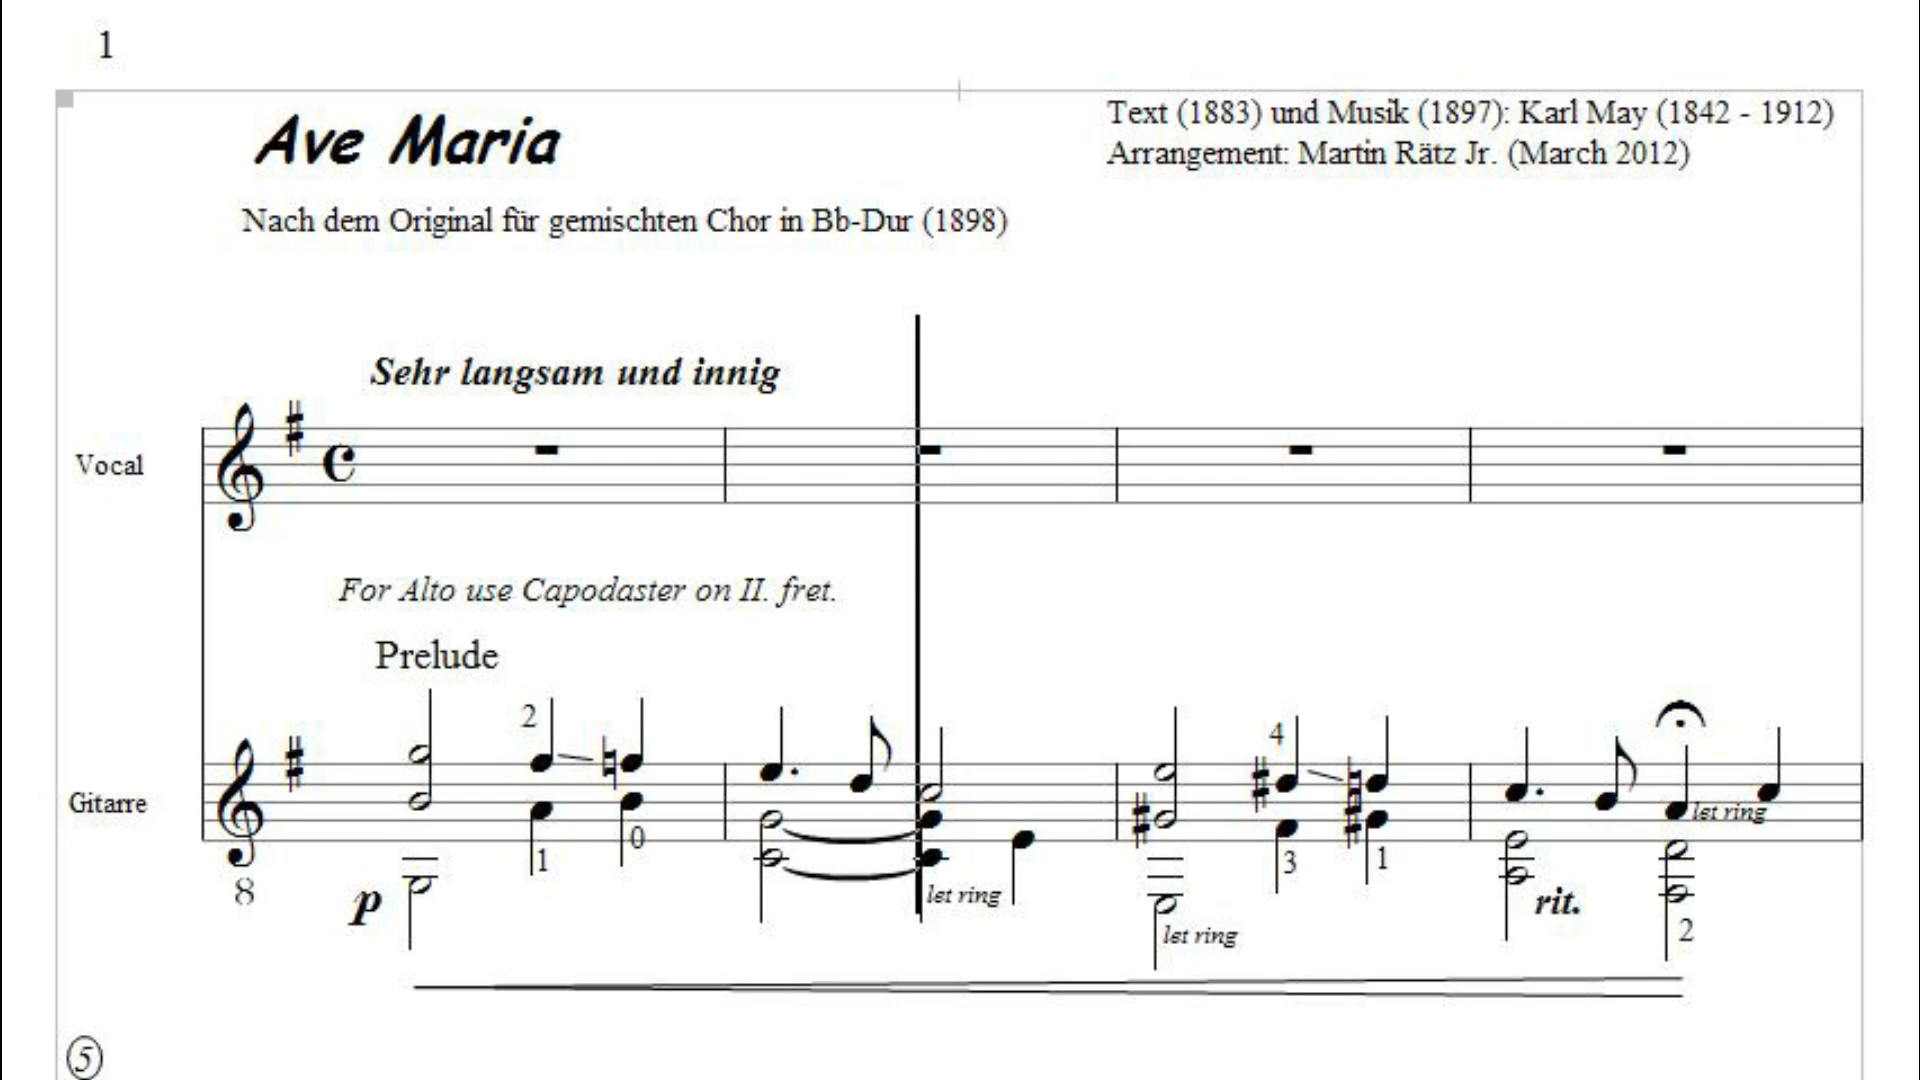 1
Ave Maria
Text (1883) und Musik (1897): Karl May (1842 - 1912)
Arrangement: Martin Rätz Jr. (March 2012)
Nach dem Original für gemischten Chor in Bb-Dur (1898)
Sehr langsam und innig
Vocal
For Alto use Capodaster on II. fret.
Prelude
2
4
Gitarre
let ring
0
1
3
1
8
p
let ring
rit.
let ring
2
5